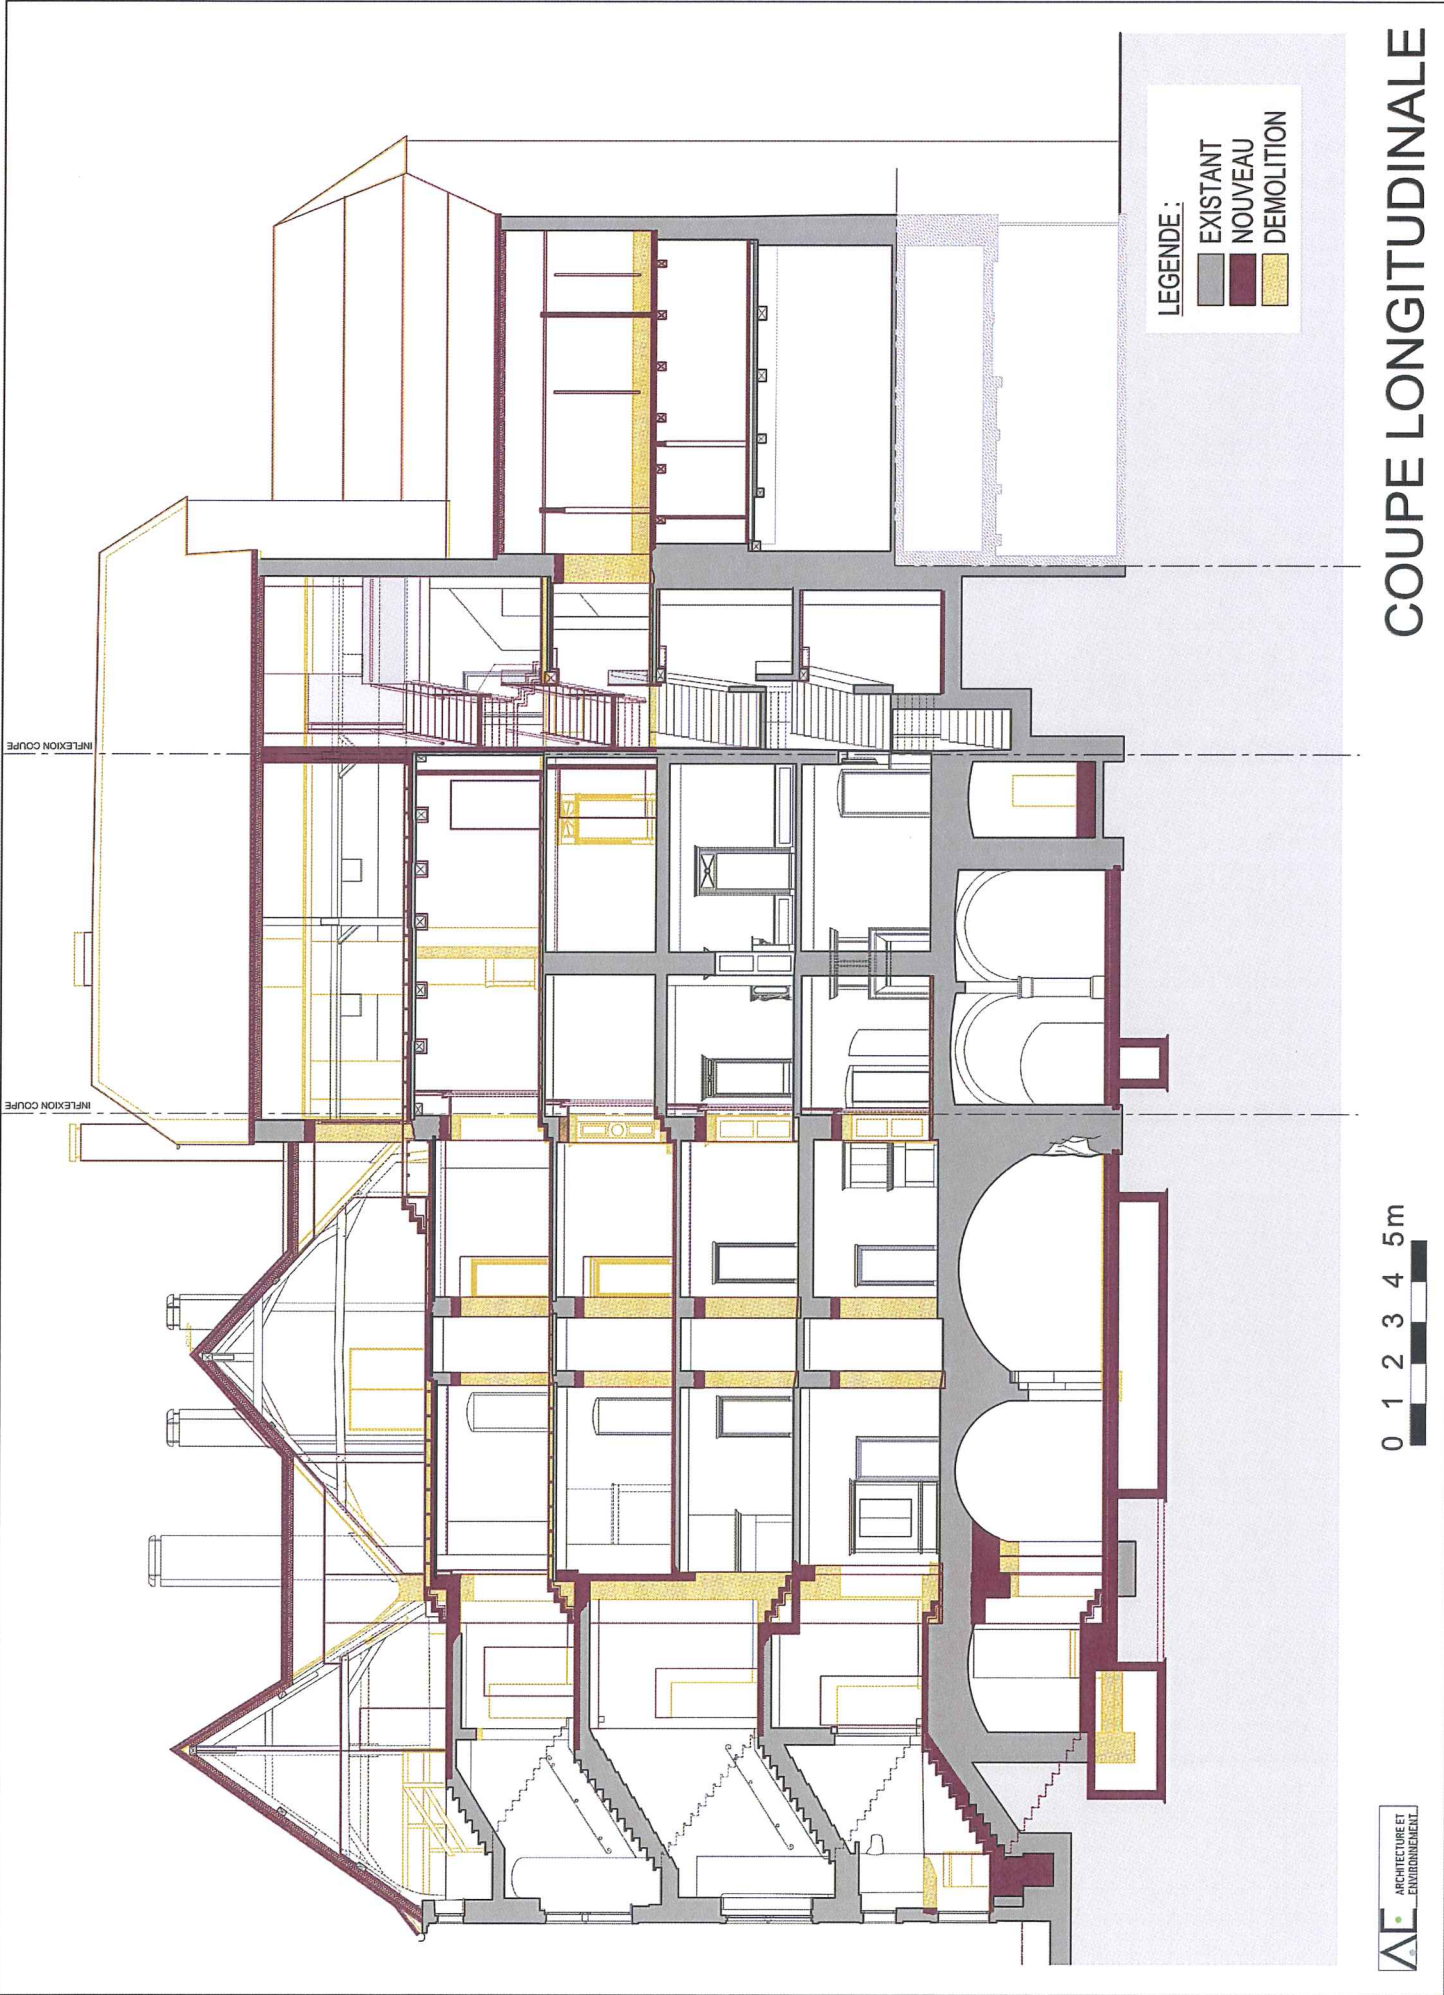 INFLEXION COUPE
INFLEXION COUPE
LEGENDE :
EXISTANT
NOUVEAU
DEMOLITION
AE
ARCHITECTURE ET
ENVIRONNEMENT
0 1 2 3 4 5m
COUPE LONGITUDINALE